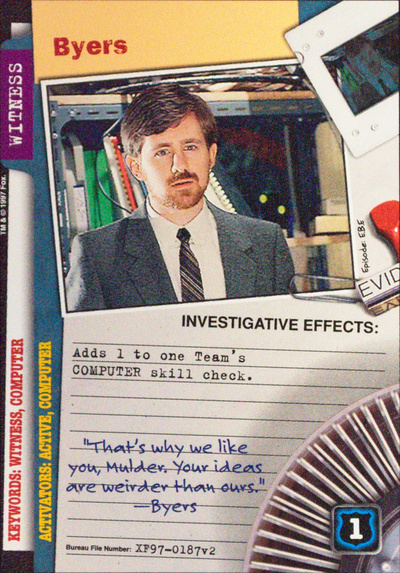 Byers
WITNESS
TM & © 1997 Fox.
Episode: EBE
EVID
INVESTIGATIVE EFFECTS:
Adds 1 to one Team's
COMPUTER skill check.
KEYWORDS: WITNESS, COMPUTER
ACTIVATORS: ACTIVE, COMPUTER
"That's why we like
you, Mulder. Your ideas
are weirder than ours."
—Byers
1
Bureau File Number: XF97-0187v2